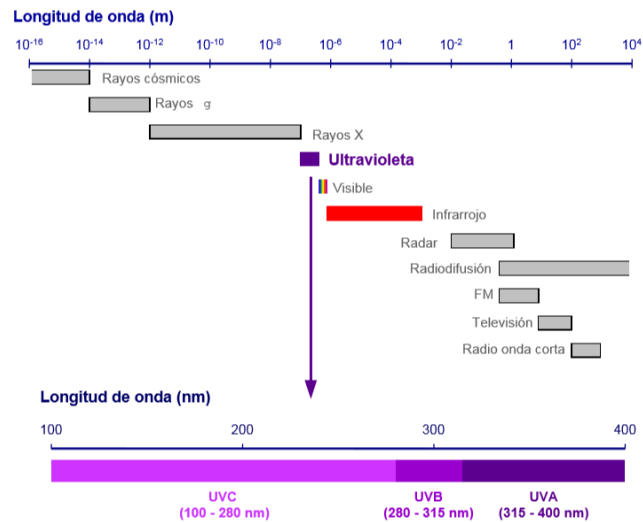 Longitud de onda (m)
10⁻¹⁶ 10⁻¹⁴ 10⁻¹² 10⁻¹⁰ 10⁻⁸ 10⁻⁶ 10⁻⁴ 10⁻² 1 10² 10⁴
Rayos cósmicos
Rayos g
Rayos X
Ultravioleta
Visible
Infrarrojo
Radar
Radiodifusión
FM
Televisión
Radio onda corta
Longitud de onda (nm)
100 200 300 400
UVC UVB UVA
(100 - 280 nm) (280 - 315 nm) (315 - 400 nm)